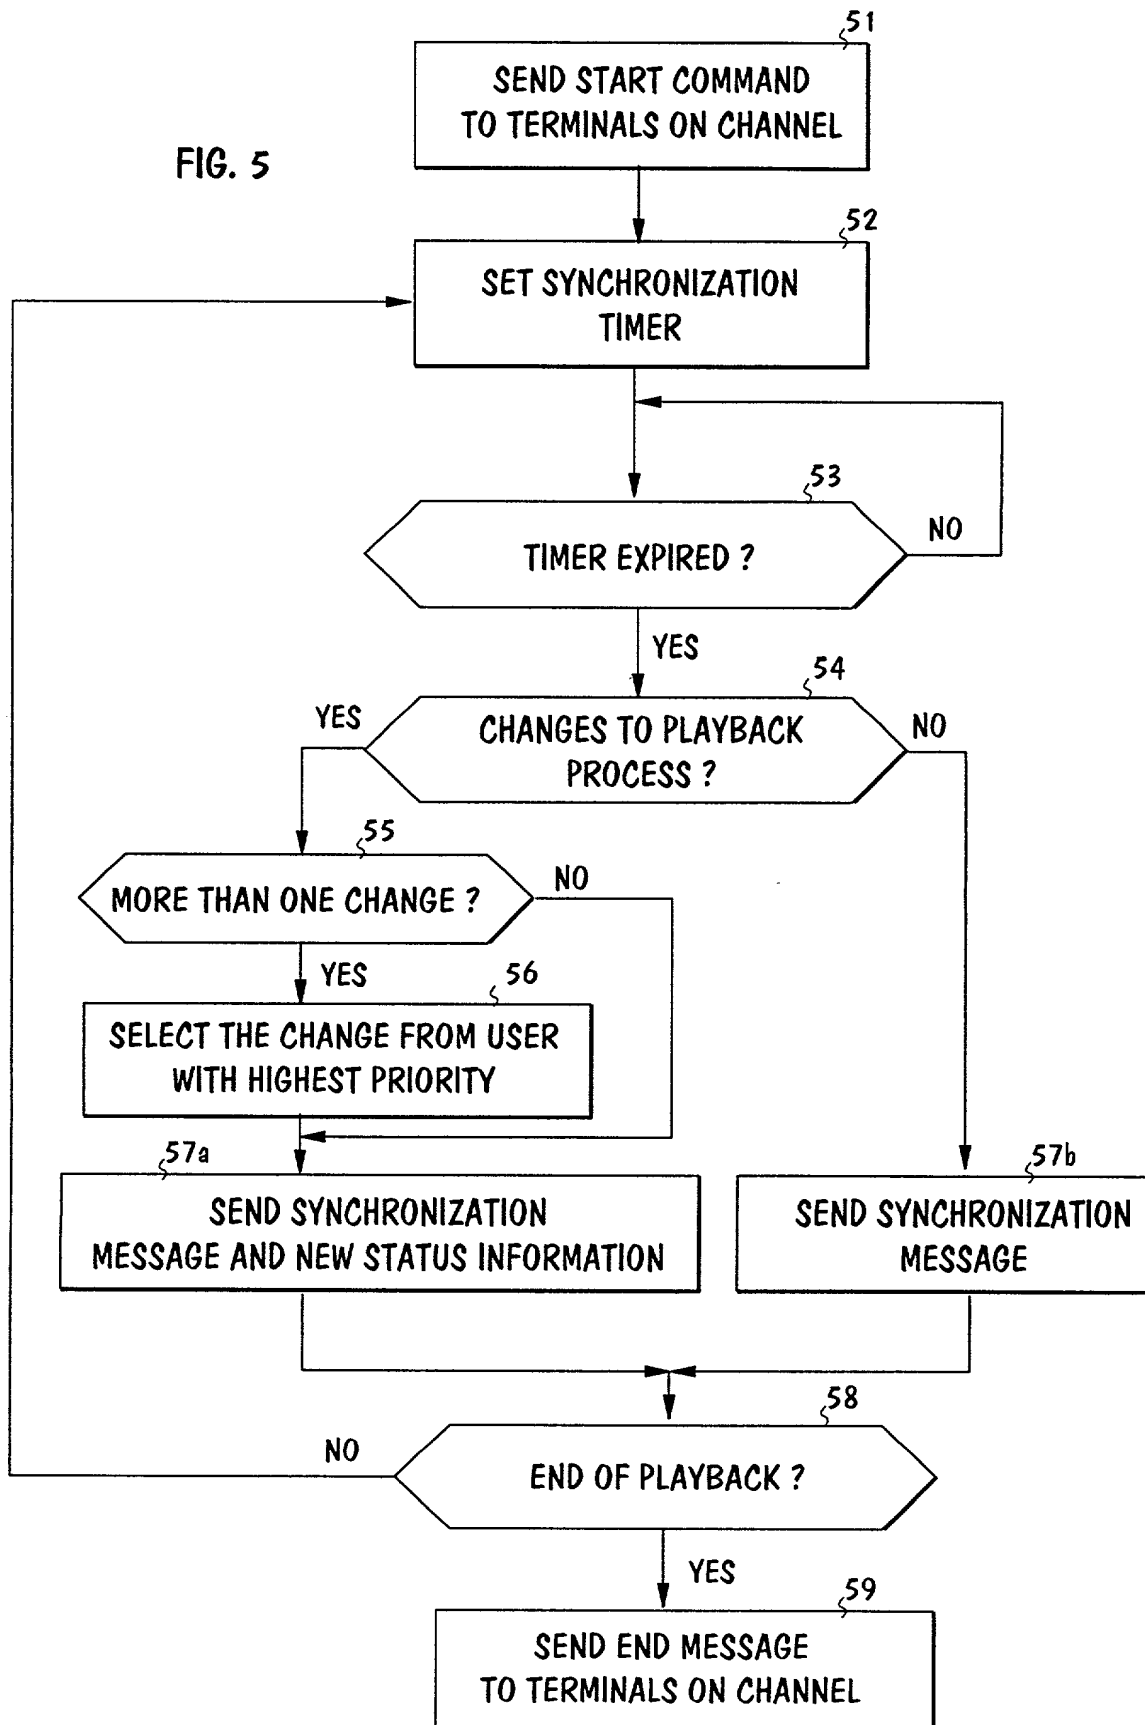 51
SEND START COMMAND
TO TERMINALS ON CHANNEL
FIG. 5
52
SET SYNCHRONIZATION
TIMER
53
TIMER EXPIRED ?
NO
YES
54
CHANGES TO PLAYBACK
PROCESS ?
YES
NO
55
MORE THAN ONE CHANGE ?
NO
YES
56
SELECT THE CHANGE FROM USER
WITH HIGHEST PRIORITY
57a
SEND SYNCHRONIZATION
MESSAGE AND NEW STATUS INFORMATION
57b
SEND SYNCHRONIZATION
MESSAGE
58
END OF PLAYBACK ?
NO
YES
59
SEND END MESSAGE
TO TERMINALS ON CHANNEL